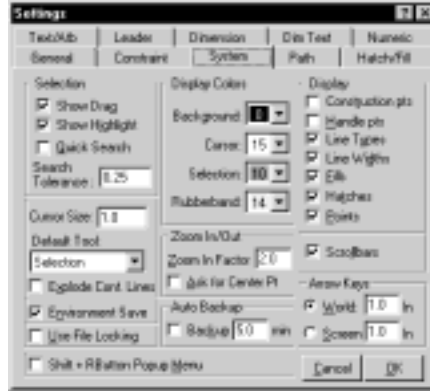 Settings
Text/Attb Leader Dimension Dim Text Numeric
General Constraint System Path Hatch/Fill
Selection
Show Drag
Show Highlight
Quick Search
Search
Tolerance : 0.25
Cursor Size: 1.0
Default Tool:
Selection
Explode Cont. Lines
Environment Save
Use File Locking
Shift + RButton Popup Menu
Display Colors
Background: 0
Cursor: 15
Selection: 10
Rubberband: 14
Zoom In/Out
Zoom In Factor 2.0
Ask for Center Pt
Auto Backup
Backup 5.0 min
Display
Construction pts
Handle pts
Line Types
Line Widths
Fills
Hatches
Points
Scrollbars
Arrow Keys
World: 1.0 In
Screen: 1.0 In
Cancel OK